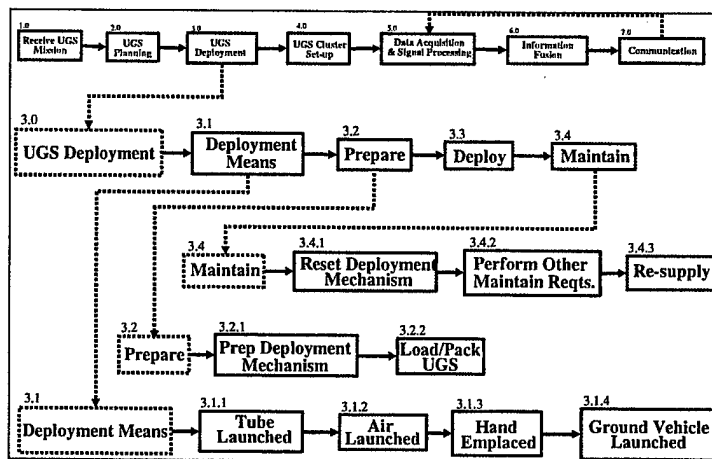 1.0
Receive UGS
Mission
2.0
UGS
Planning
3.0
UGS
Deployment
4.0
UGS Cluster
Set-up
5.0
Data Acquisition
& Signal Processing
6.0
Information
Fusion
7.0
Communication
3.0
UGS Deployment
3.1
Deployment
Means
3.2
Prepare
3.3
Deploy
3.4
Maintain
3.4
Maintain
3.4.1
Reset Deployment
Mechanism
3.4.2
Perform Other
Maintain Reqts.
3.4.3
Re-supply
3.2
Prepare
3.2.1
Prep Deployment
Mechanism
3.2.2
Load/Pack
UGS
3.1
Deployment Means
3.1.1
Tube
Launched
3.1.2
Air
Launched
3.1.3
Hand
Emplaced
3.1.4
Ground Vehicle
Launched